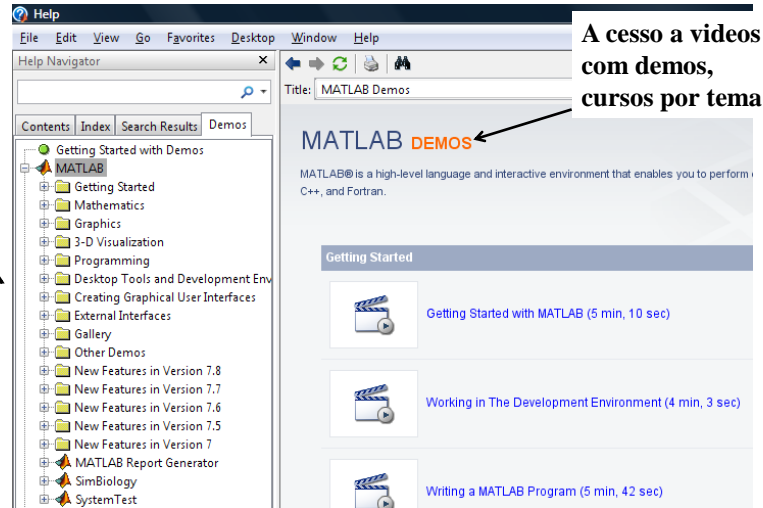 Help
File Edit View Go Favorites Desktop Window Help
A cesso a videos
com demos,
cursos por tema
Help Navigator
Title: MATLAB Demos
Contents Index Search Results Demos
Getting Started with Demos
MATLAB
Getting Started
Mathematics
Graphics
3-D Visualization
Programming
Desktop Tools and Development Env
Creating Graphical User Interfaces
External Interfaces
Gallery
Other Demos
New Features in Version 7.8
New Features in Version 7.7
New Features in Version 7.6
New Features in Version 7.5
New Features in Version 7
MATLAB Report Generator
SimBiology
SystemTest
MATLAB DEMOS
MATLAB® is a high-level language and interactive environment that enables you to perform
C++, and Fortran.
Getting Started
Getting Started with MATLAB (5 min, 10 sec)
Working in The Development Environment (4 min, 3 sec)
Writing a MATLAB Program (5 min, 42 sec)